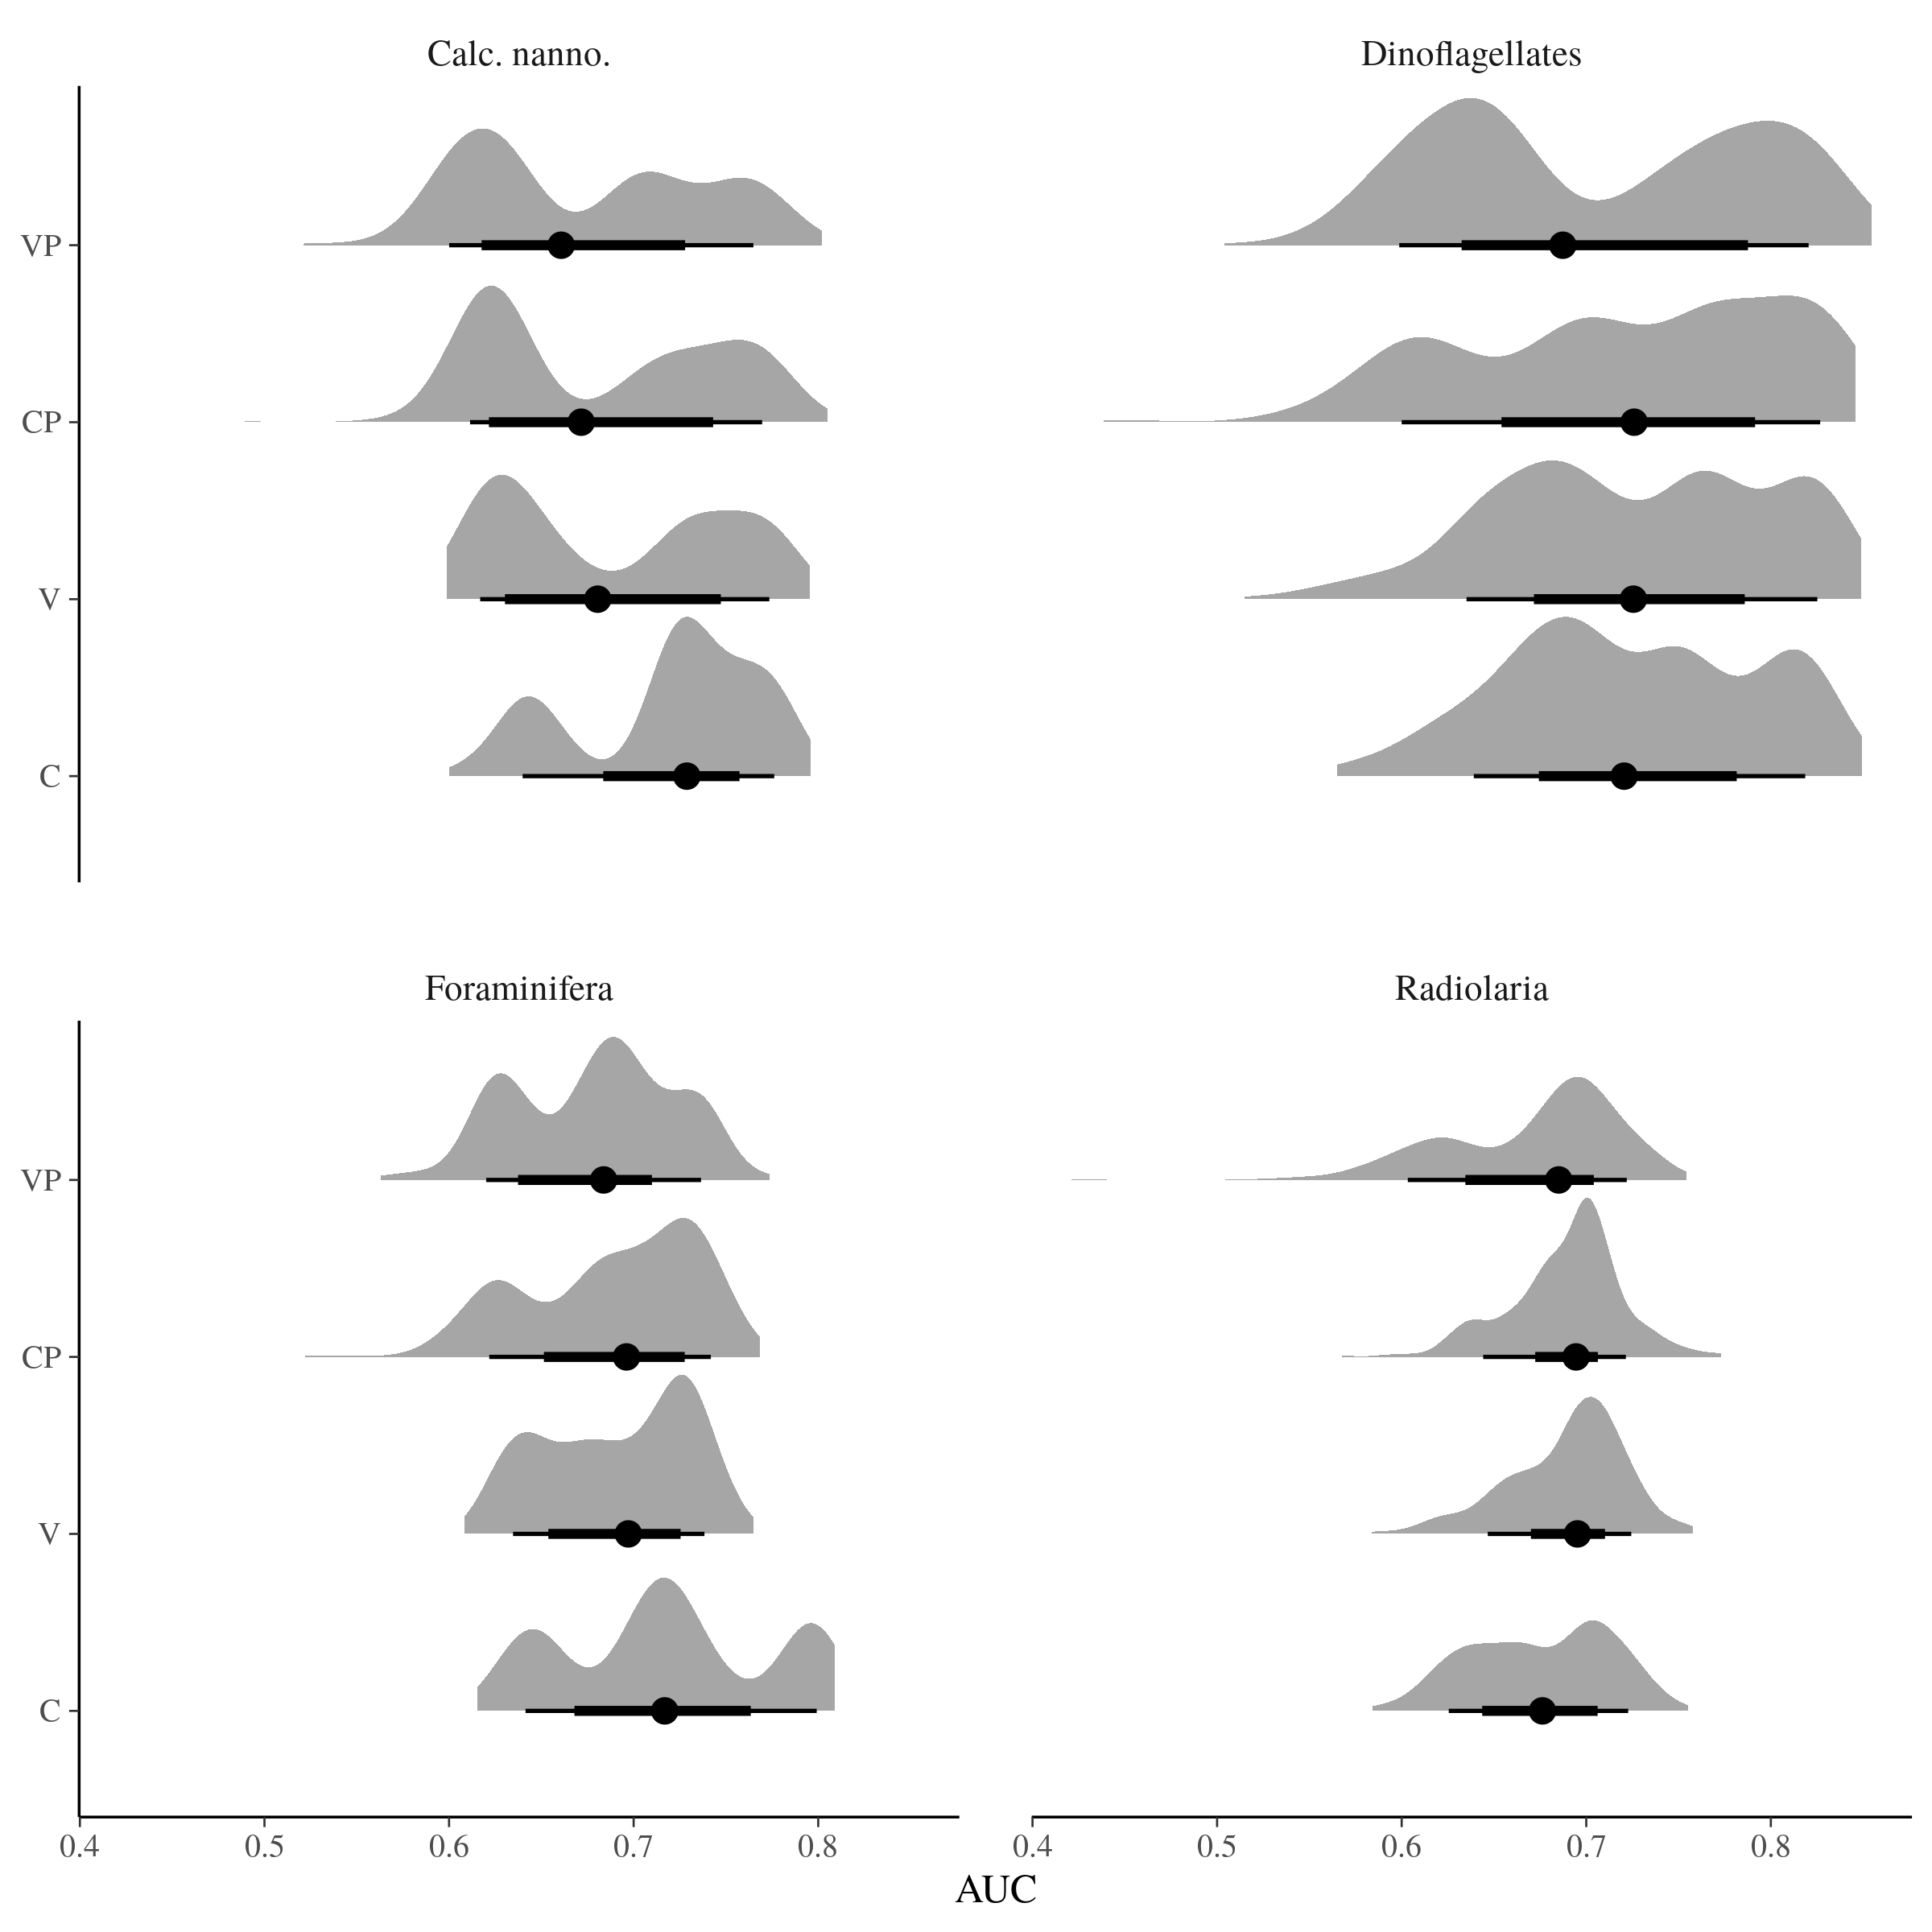 Calc. nanno.
Dinoflagellates
VP
CP
V
C
Foraminifera
Radiolaria
VP
CP
V
C
0.4 0.5 0.6 0.7 0.8 0.4 0.5 0.6 0.7 0.8
AUC